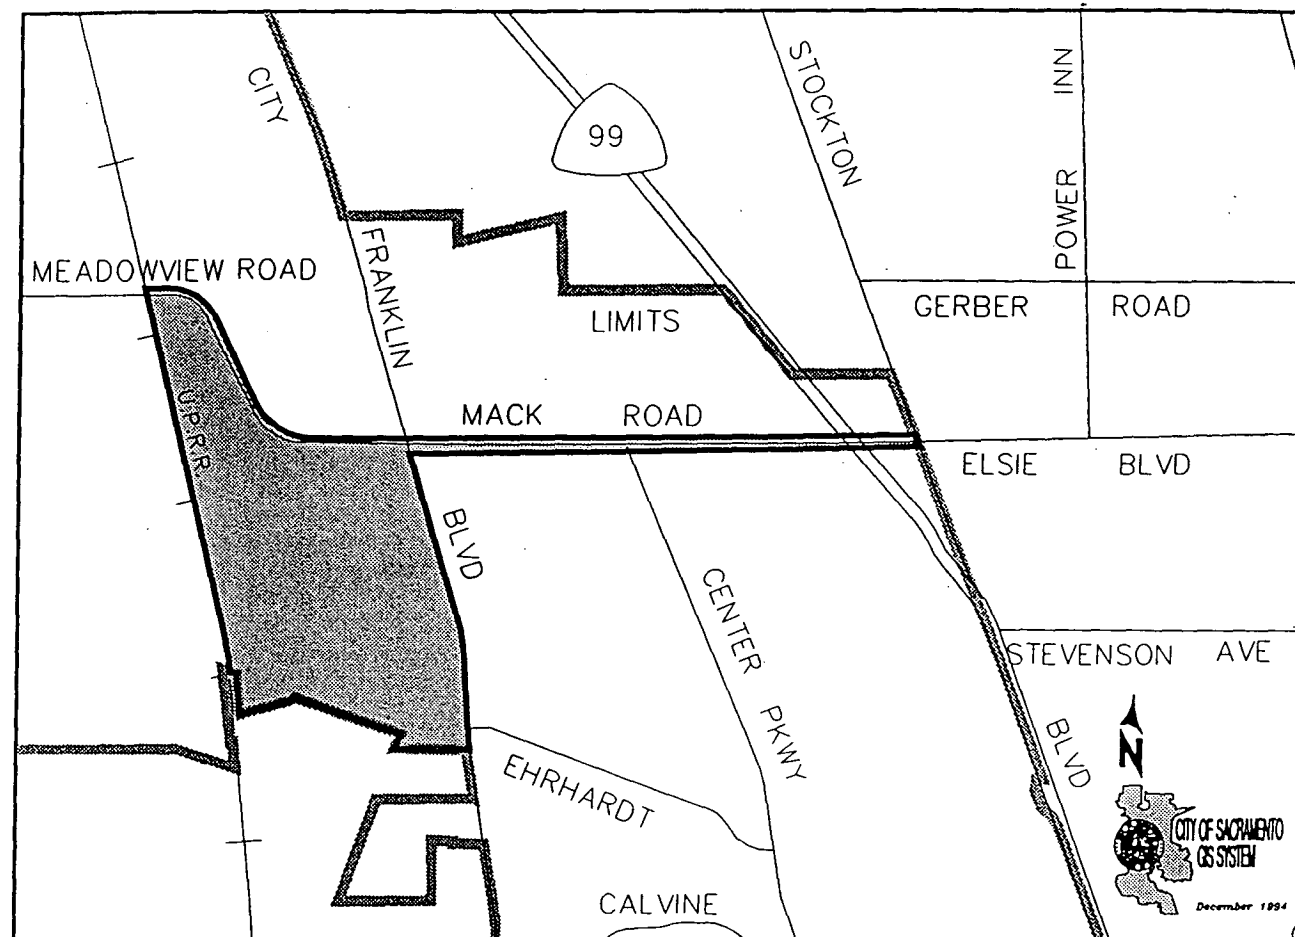 CITY
99
STOCKTON
POWER INN
FRANKLIN
MEADOWVIEW ROAD
LIMITS
GERBER ROAD
U.P.R.R
MACK ROAD
ELSIE BLVD
BLVD
CENTER PKWY
STEVENSON AVE
EHRHARDT
BLVD
N
CITY OF SACRAMENTO
GIS SYSTEM
CALVINE
December 1994